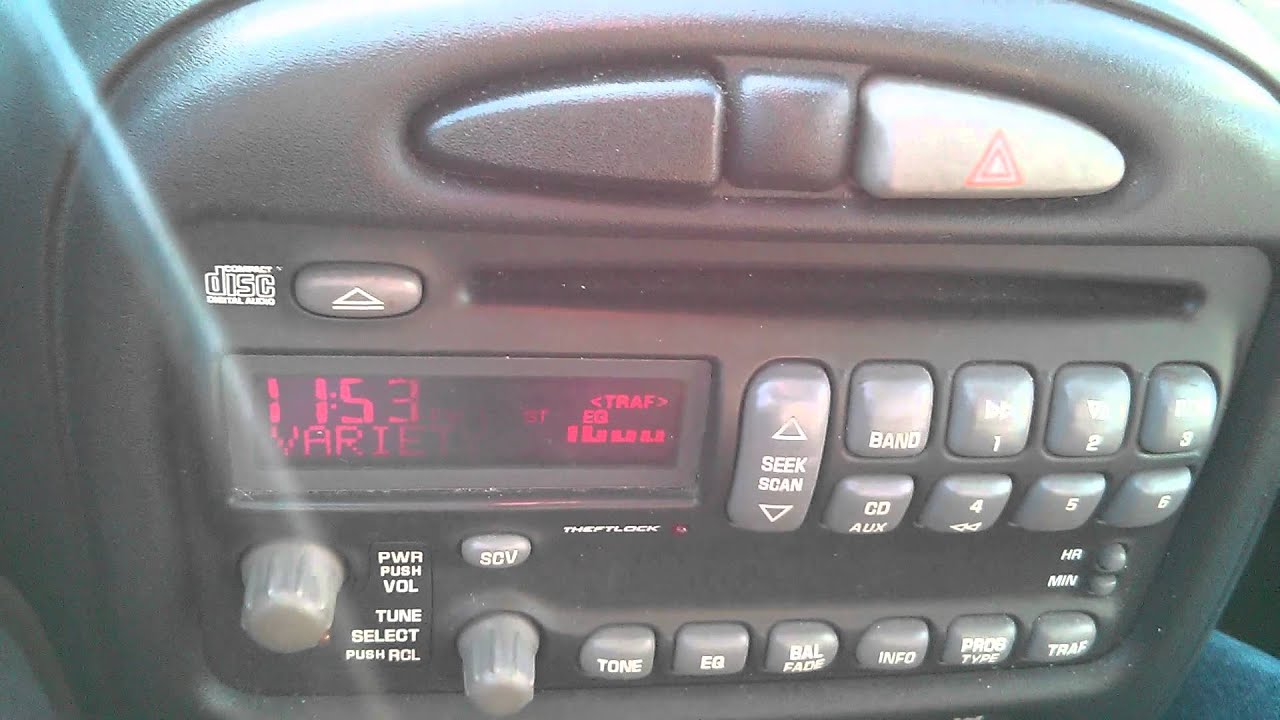 COMPACT
disc
DIGITAL AUDIO
11:53
ST
<TRAF>
EQ
VARIET
SEEK
SCAN
BAND
1
2
3
CD
AUX
4
5
6
THEFTLOCK
HR
MIN
PWR
PUSH
VOL
SCV
TUNE
SELECT
PUSH RCL
TONE
EQ
BAL
FADE
INFO
PROG
TYPE
TRAF